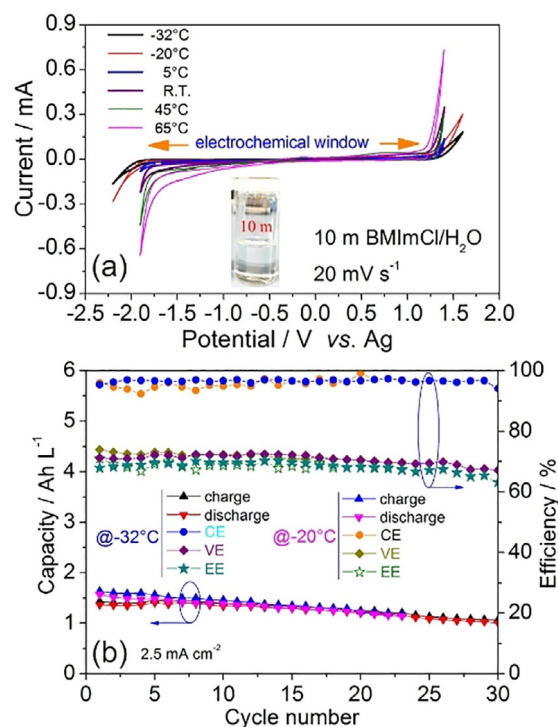 0.9
0.6
0.3
0.0
-0.3
-0.6
0.9
Current / mA
-32°C
-20°C
5°C
R.T.
45°C
65°C
electrochemical window
10 m
10 m BMImCl/H₂O
20 mV s⁻¹
(a)
-2.5 -2.0 -1.5 -1.0 -0.5 0.0 0.5 1.0 1.5 2.0
Potential / V vs. Ag
6
5
4
3
2
1
0
Capacity / Ah L⁻¹
100
80
60
40
20
0
Efficiency / %
@-32°C
charge
discharge
CE
VE
EE
@-20°C
charge
discharge
CE
VE
EE
(b)
2.5 mA cm⁻²
0 5 10 15 20 25 30
Cycle number